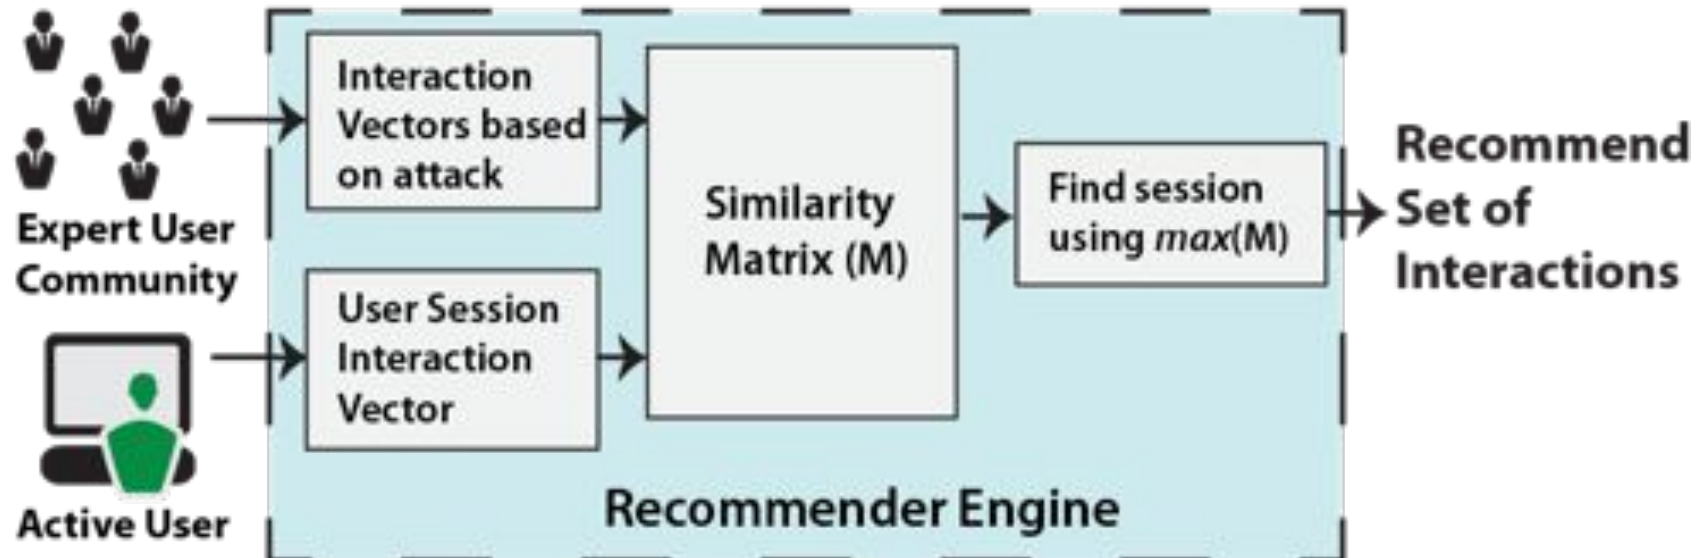 Expert User
Community
Active User
Interaction
Vectors based
on attack
User Session
Interaction
Vector
Similarity
Matrix (M)
Find session
using max(M)
Recommender Engine
Recommend
Set of
Interactions